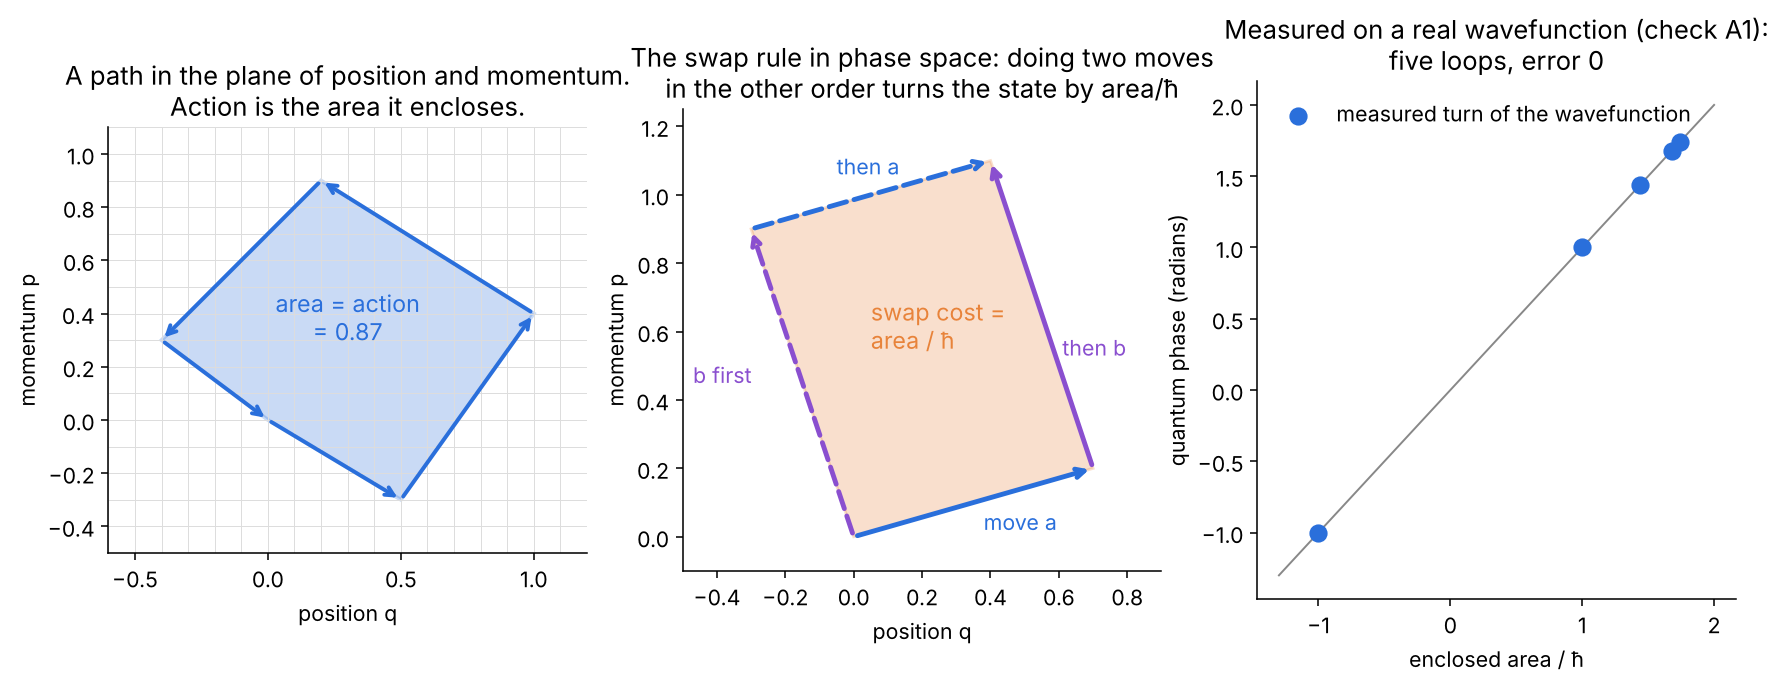 A path in the plane of position and momentum.
Action is the area it encloses.
1.0
0.8
0.6
0.4
0.2
0.0
−0.2
−0.4
momentum p
area = action
= 0.87
−0.5
0.0
0.5
1.0
position q
The swap rule in phase space: doing two moves
in the other order turns the state by area/ħ
1.2
1.0
0.8
0.6
0.4
0.2
0.0
momentum p
then a
swap cost =
area / ħ
then b
b first
move a
−0.4
−0.2
0.0
0.2
0.4
0.6
0.8
position q
Measured on a real wavefunction (check A1):
five loops, error 0
2.0
1.5
1.0
0.5
0.0
−0.5
−1.0
quantum phase (radians)
measured turn of the wavefunction
−1
0
1
2
enclosed area / ħ